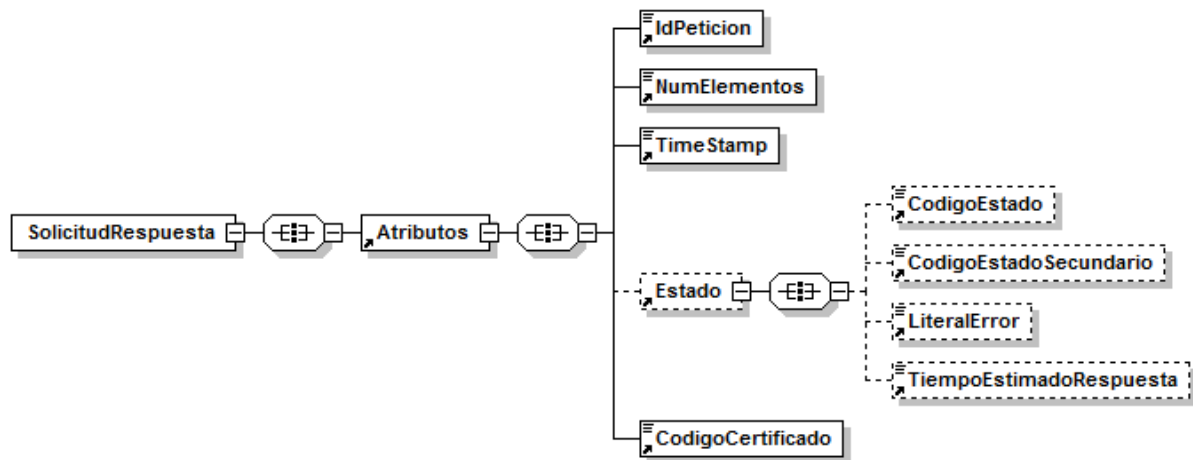 IdPeticion
NumElementos
TimeStamp
CodigoEstado
SolicitudRespuesta
Atributos
CodigoEstadoSecundario
Estado
LiteralError
TiempoEstimadoRespuesta
CodigoCertificado